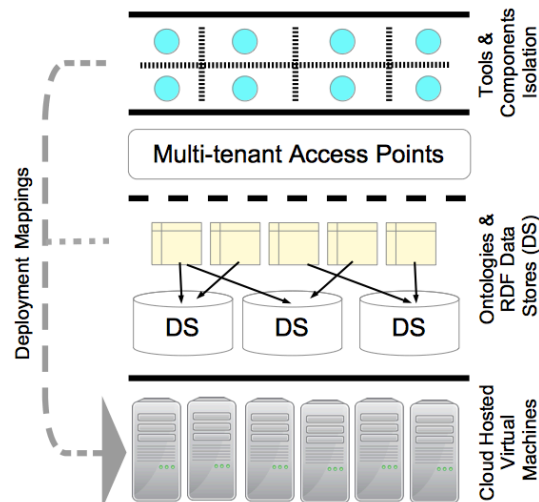 Tools &
Components
Isolation
Multi-tenant Access Points
Deployment Mappings
Ontologies &
RDF Data
Stores (DS)
DS
DS
DS
Cloud Hosted
Virtual
Machines